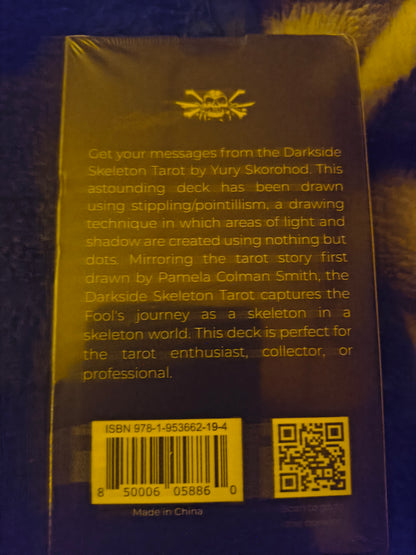 Get your messages from the Darkside
Skeleton Tarot by Yury Skorohod. This
astounding deck has been drawn
using stippling/pointillism, a drawing
technique in which areas of light and
shadow are created using nothing but
dots. Mirroring the tarot story first
drawn by Pamela Colman Smith, the
Darkside Skeleton Tarot captures the
Fool's journey as a skeleton in a
skeleton world. This deck is perfect for
the tarot enthusiast, collector, or
professional.
ISBN 978-1-953662-19-4
8 50006 05886 0
Made in China
Scan to